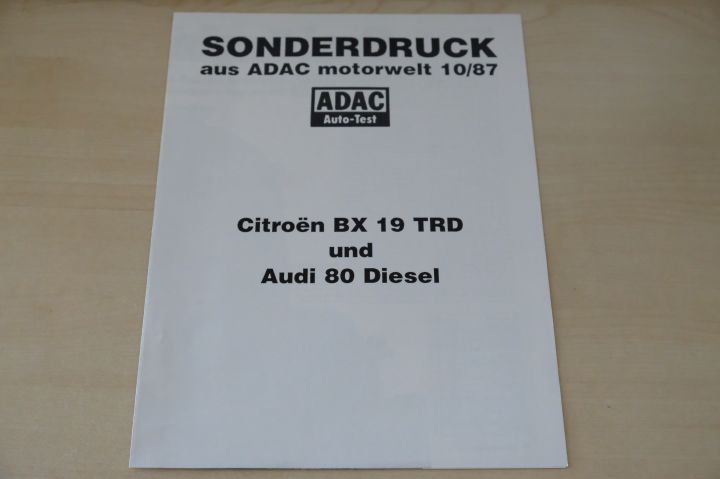 SONDERDRUCK
aus ADAC motorwelt 10/87
ADAC
Auto-Test
Citroën BX 19 TRD
und
Audi 80 Diesel